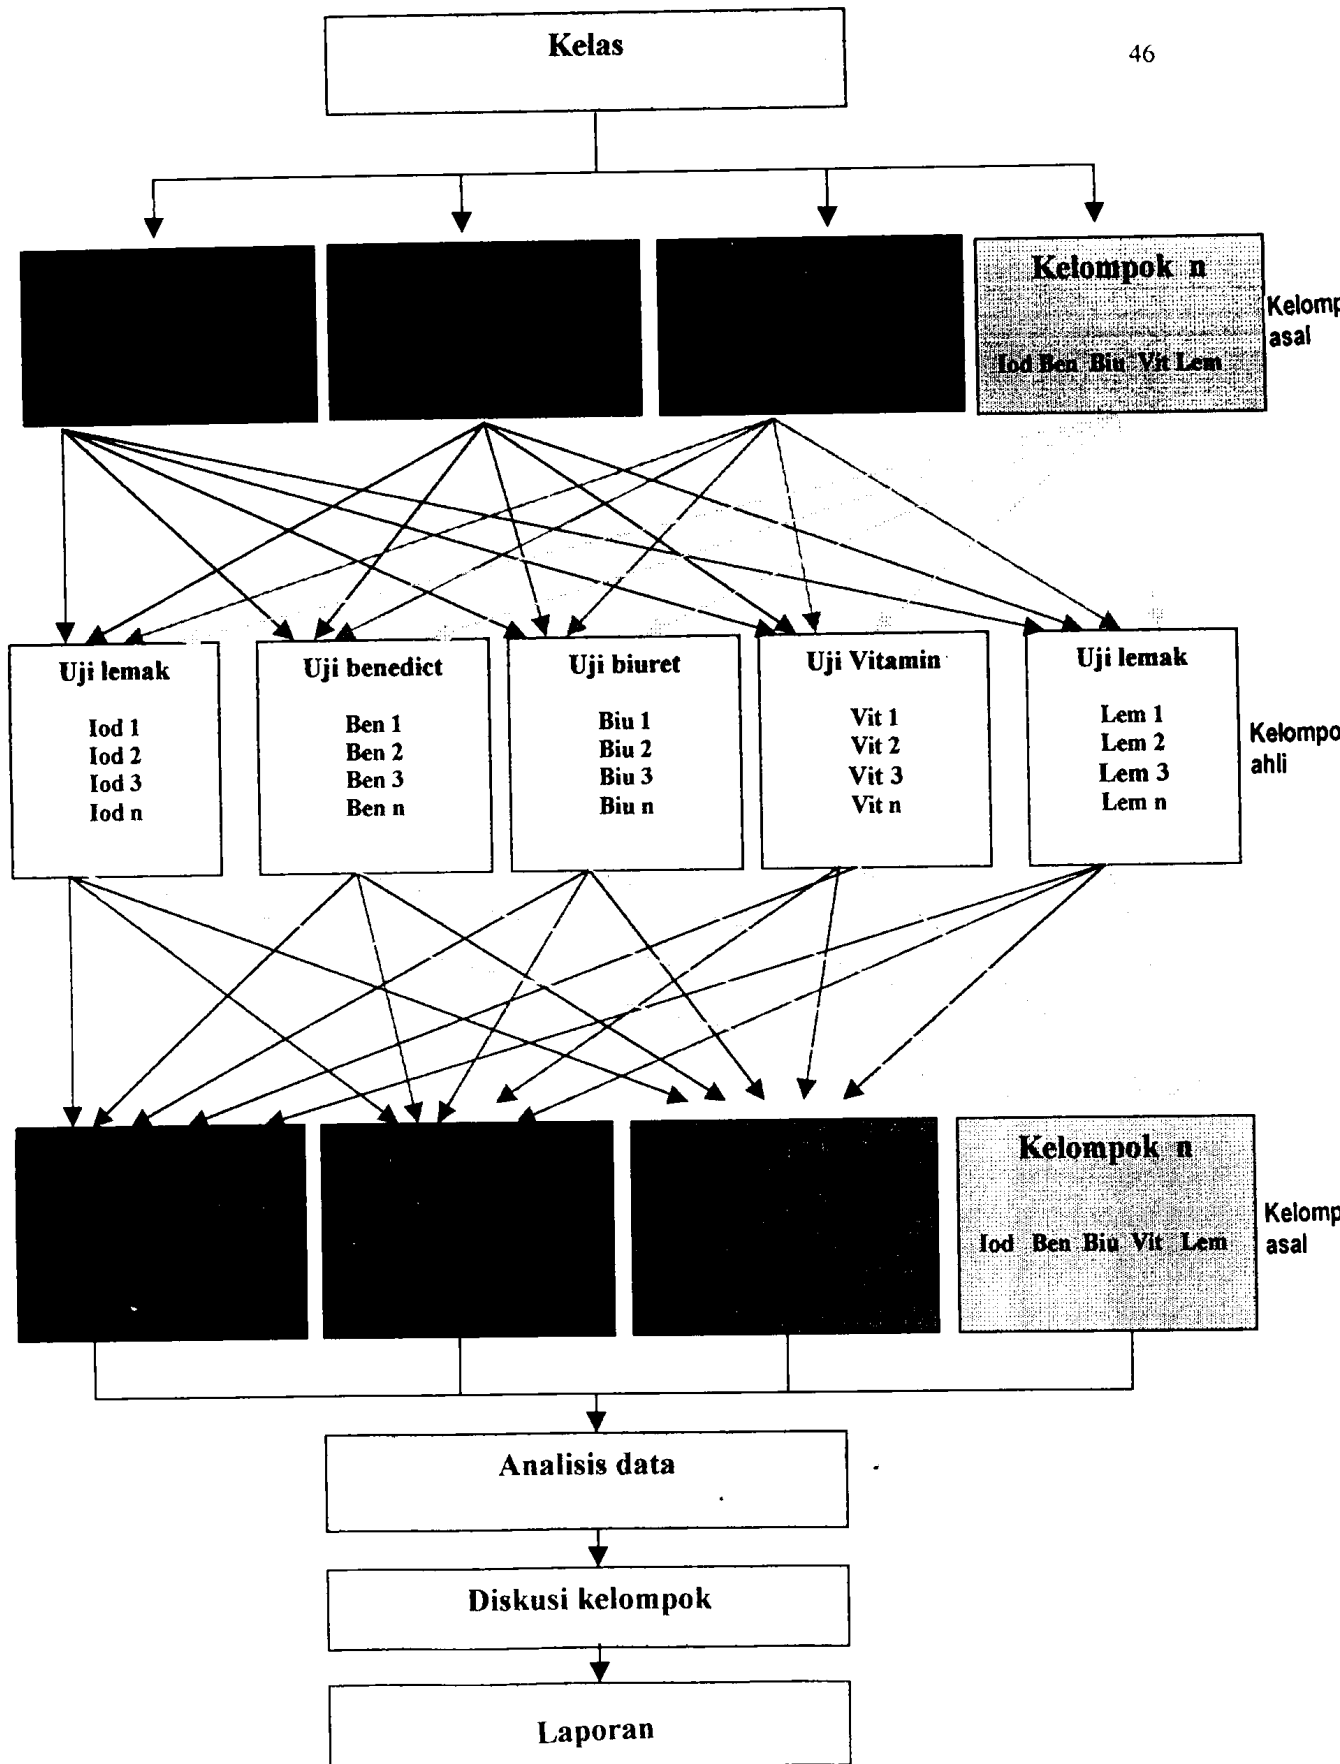 Kelas
46
Kelompok n
Iod Ben Biu Vit Lem
Kelomp
asal
Uji lemak
Iod 1
Iod 2
Iod 3
Iod n
Uji benedict
Ben 1
Ben 2
Ben 3
Ben n
Uji biuret
Biu 1
Biu 2
Biu 3
Biu n
Uji Vitamin
Vit 1
Vit 2
Vit 3
Vit n
Uji lemak
Lem 1
Lem 2
Lem 3
Lem n
Kelompo
ahli
Kelompok n
Iod Ben Biu Vit Lem
Kelomp
asal
Analisis data
Diskusi kelompok
Laporan